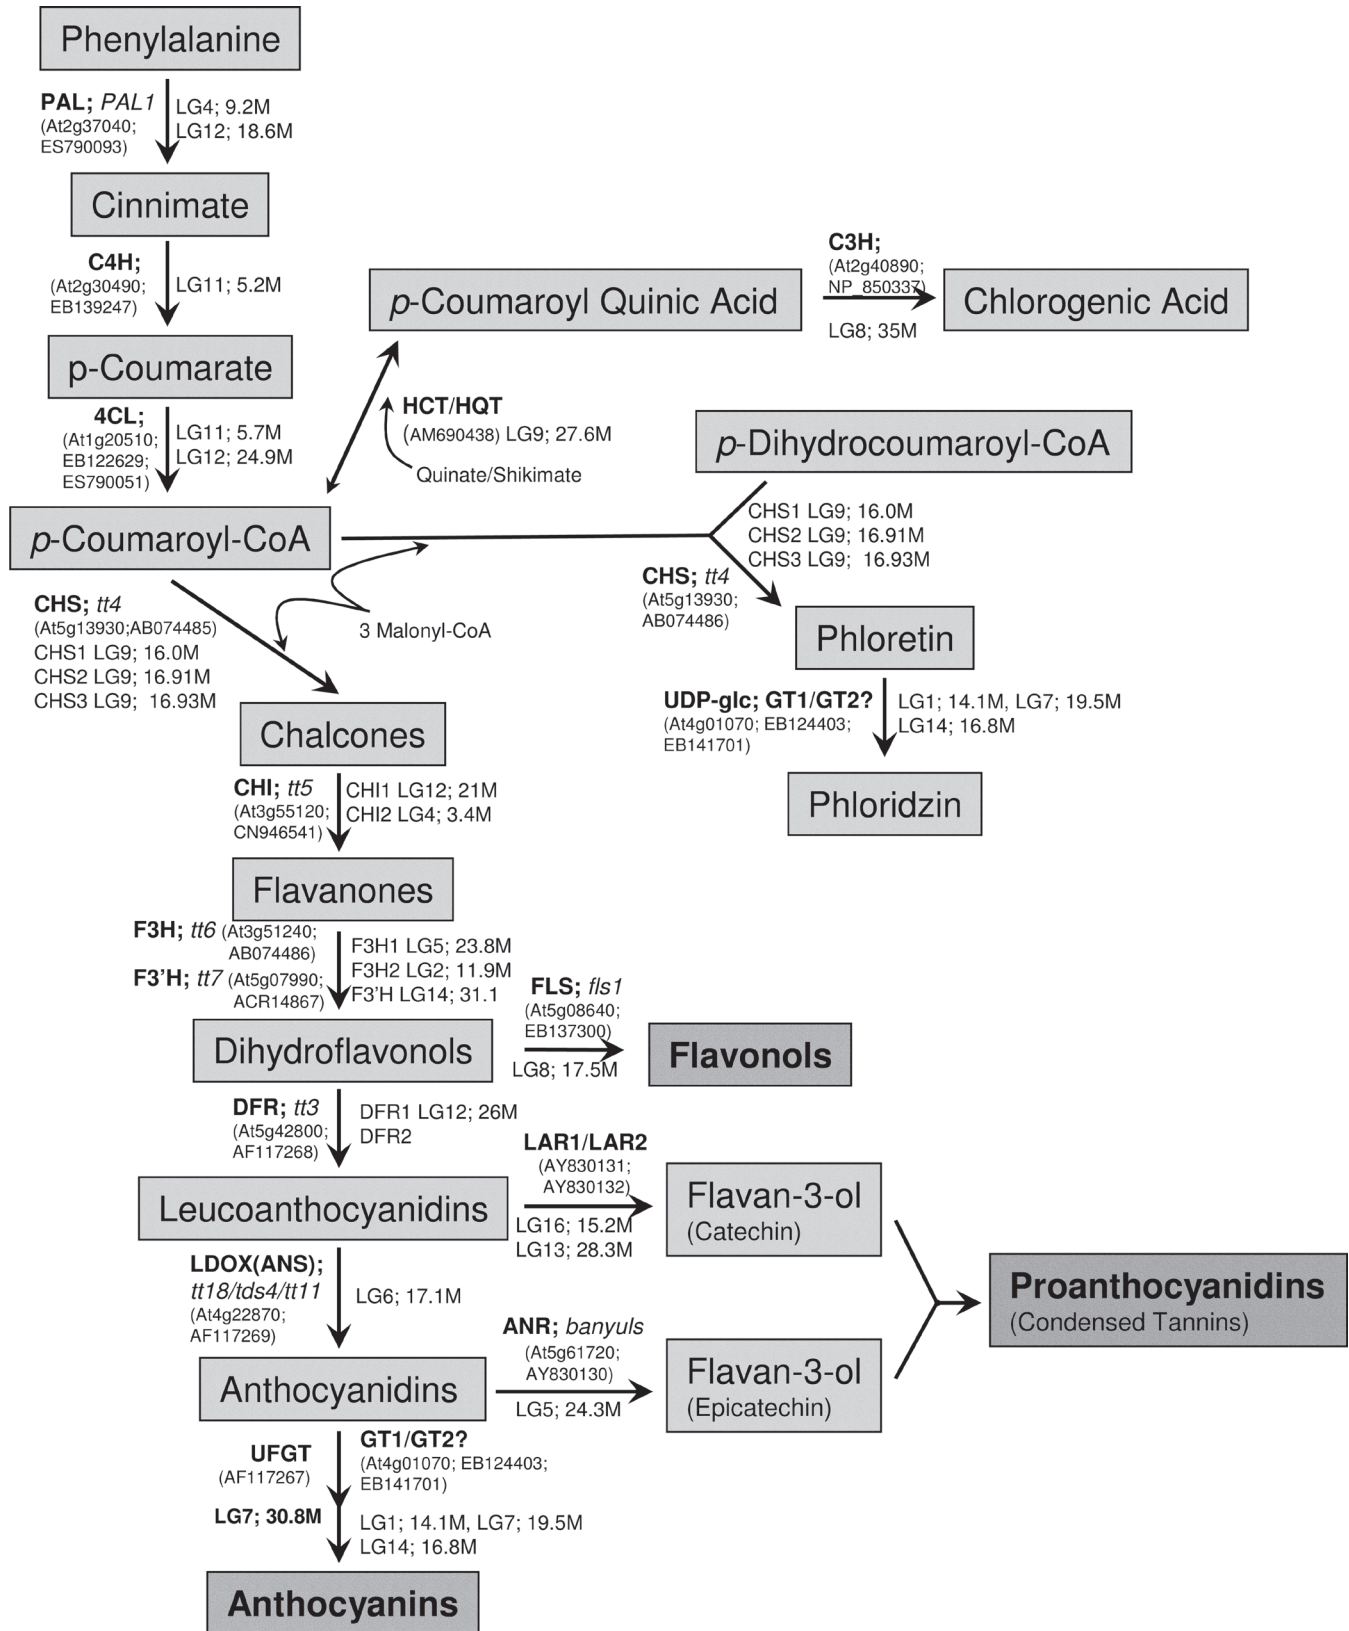 Phenylalanine
PAL; PAL1
(At2g37040;
ES790093)
LG4; 9.2M
LG12; 18.6M
Cinnimate
C4H;
(At2g30490;
EB139247)
LG11; 5.2M
p-Coumarate
4CL;
(At1g20510;
EB122629;
ES790051)
LG11; 5.7M
LG12; 24.9M
p-Coumaroyl-CoA
p-Coumaroyl Quinic Acid
C3H;
(At2g40890;
NP_850337)
LG8; 35M
Chlorogenic Acid
HCT/HQT
(AM690438) LG9; 27.6M
Quinate/Shikimate
p-Dihydrocoumaroyl-CoA
CHS1 LG9; 16.0M
CHS2 LG9; 16.91M
CHS3 LG9;  16.93M
CHS; tt4
(At5g13930;
AB074486)
Phloretin
UDP-glc; GT1/GT2?
(At4g01070; EB124403;
EB141701)
LG1; 14.1M, LG7; 19.5M
LG14; 16.8M
Phloridzin
CHS; tt4
(At5g13930;AB074485)
CHS1 LG9; 16.0M
CHS2 LG9; 16.91M
CHS3 LG9;  16.93M
3 Malonyl-CoA
Chalcones
CHI; tt5
(At3g55120;
CN946541)
CHI1 LG12; 21M
CHI2 LG4; 3.4M
Flavanones
F3H; tt6 (At3g51240;
AB074486)
F3'H; tt7 (At5g07990;
ACR14867)
F3H1 LG5; 23.8M
F3H2 LG2; 11.9M
F3'H LG14; 31.1
Dihydroflavonols
FLS; fls1
(At5g08640;
EB137300)
LG8; 17.5M
Flavonols
DFR; tt3
(At5g42800;
AF117268)
DFR1 LG12; 26M
DFR2
Leucoanthocyanidins
LAR1/LAR2
(AY830131;
AY830132)
LG16; 15.2M
LG13; 28.3M
Flavan-3-ol
(Catechin)
LDOX(ANS);
tt18/tds4/tt11
(At4g22870;
AF117269)
LG6; 17.1M
Proanthocyanidins
(Condensed Tannins)
Anthocyanidins
ANR; banyuls
(At5g61720;
AY830130)
LG5; 24.3M
Flavan-3-ol
(Epicatechin)
UFGT
(AF117267)
LG7; 30.8M
GT1/GT2?
(At4g01070; EB124403;
EB141701)
LG1; 14.1M, LG7; 19.5M
LG14; 16.8M
Anthocyanins